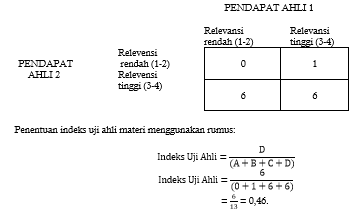 PENDAPAT AHLI 1
Relevansi rendah (1-2)
Relevansi tinggi (3-4)
PENDAPAT AHLI 2
Relevensi rendah (1-2)
Relevensi tinggi (3-4)
0 1
6 6
Penentuan indeks uji ahli materi menggunakan rumus:
Indeks Uji Ahli = D / (A + B + C + D)
Indeks Uji Ahli = 6 / (0 + 1 + 6 + 6)
= 6/13 = 0,46.